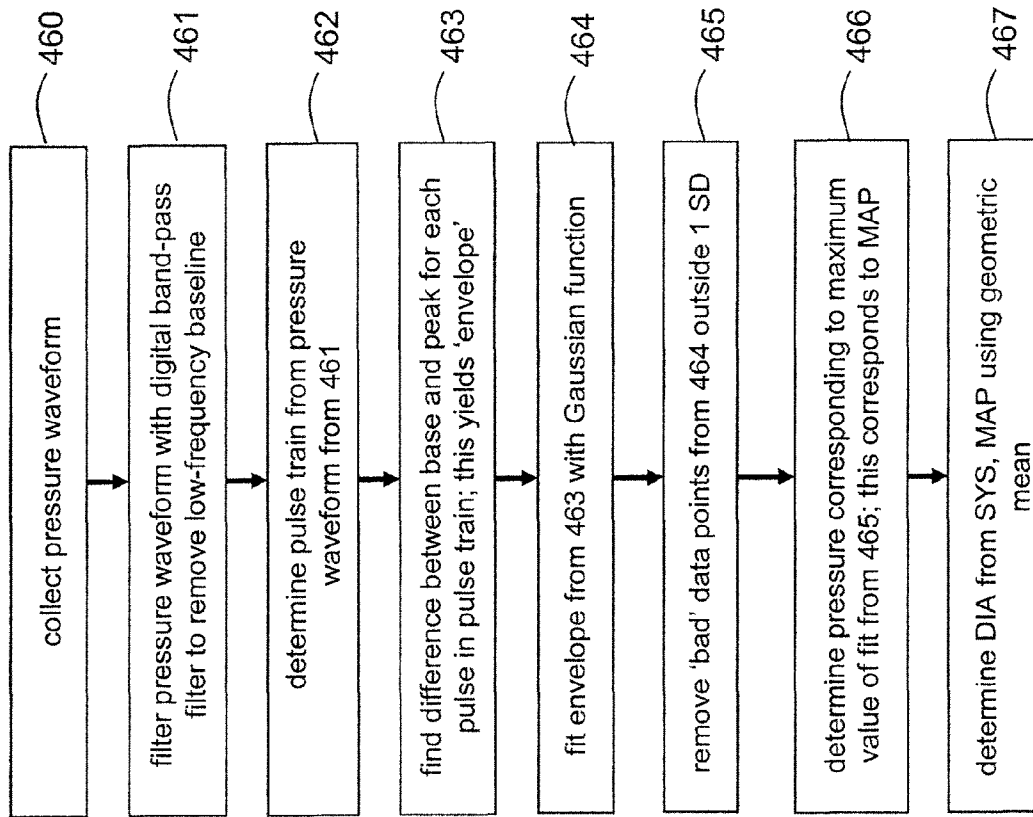 collect pressure waveform
460
filter pressure waveform with digital band-pass
filter to remove low-frequency baseline
461
determine pulse train from pressure
waveform from 461
462
find difference between base and peak for each
pulse in pulse train; this yields ‘envelope’
463
fit envelope from 463 with Gaussian function
464
remove ‘bad’ data points from 464 outside 1 SD
465
determine pressure corresponding to maximum
value of fit from 465; this corresponds to MAP
466
determine DIA from SYS, MAP using geometric
mean
467